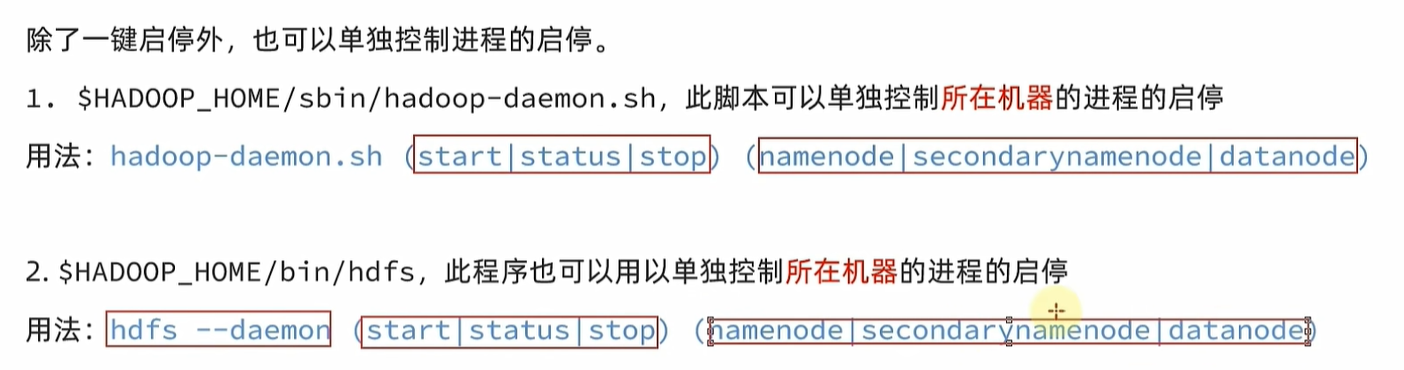 除了一键启停外，也可以单独控制进程的启停。
1. $HADOOP_HOME/sbin/hadoop-daemon.sh，此脚本可以单独控制所在机器的进程的启停
用法：hadoop-daemon.sh (start|status|stop) (namenode|secondarynamenode|datanode)
2. $HADOOP_HOME/bin/hdfs，此程序也可以用以单独控制所在机器的进程的启停
用法：hdfs --daemon (start|status|stop) (namenode|secondarynamenode|datanode)